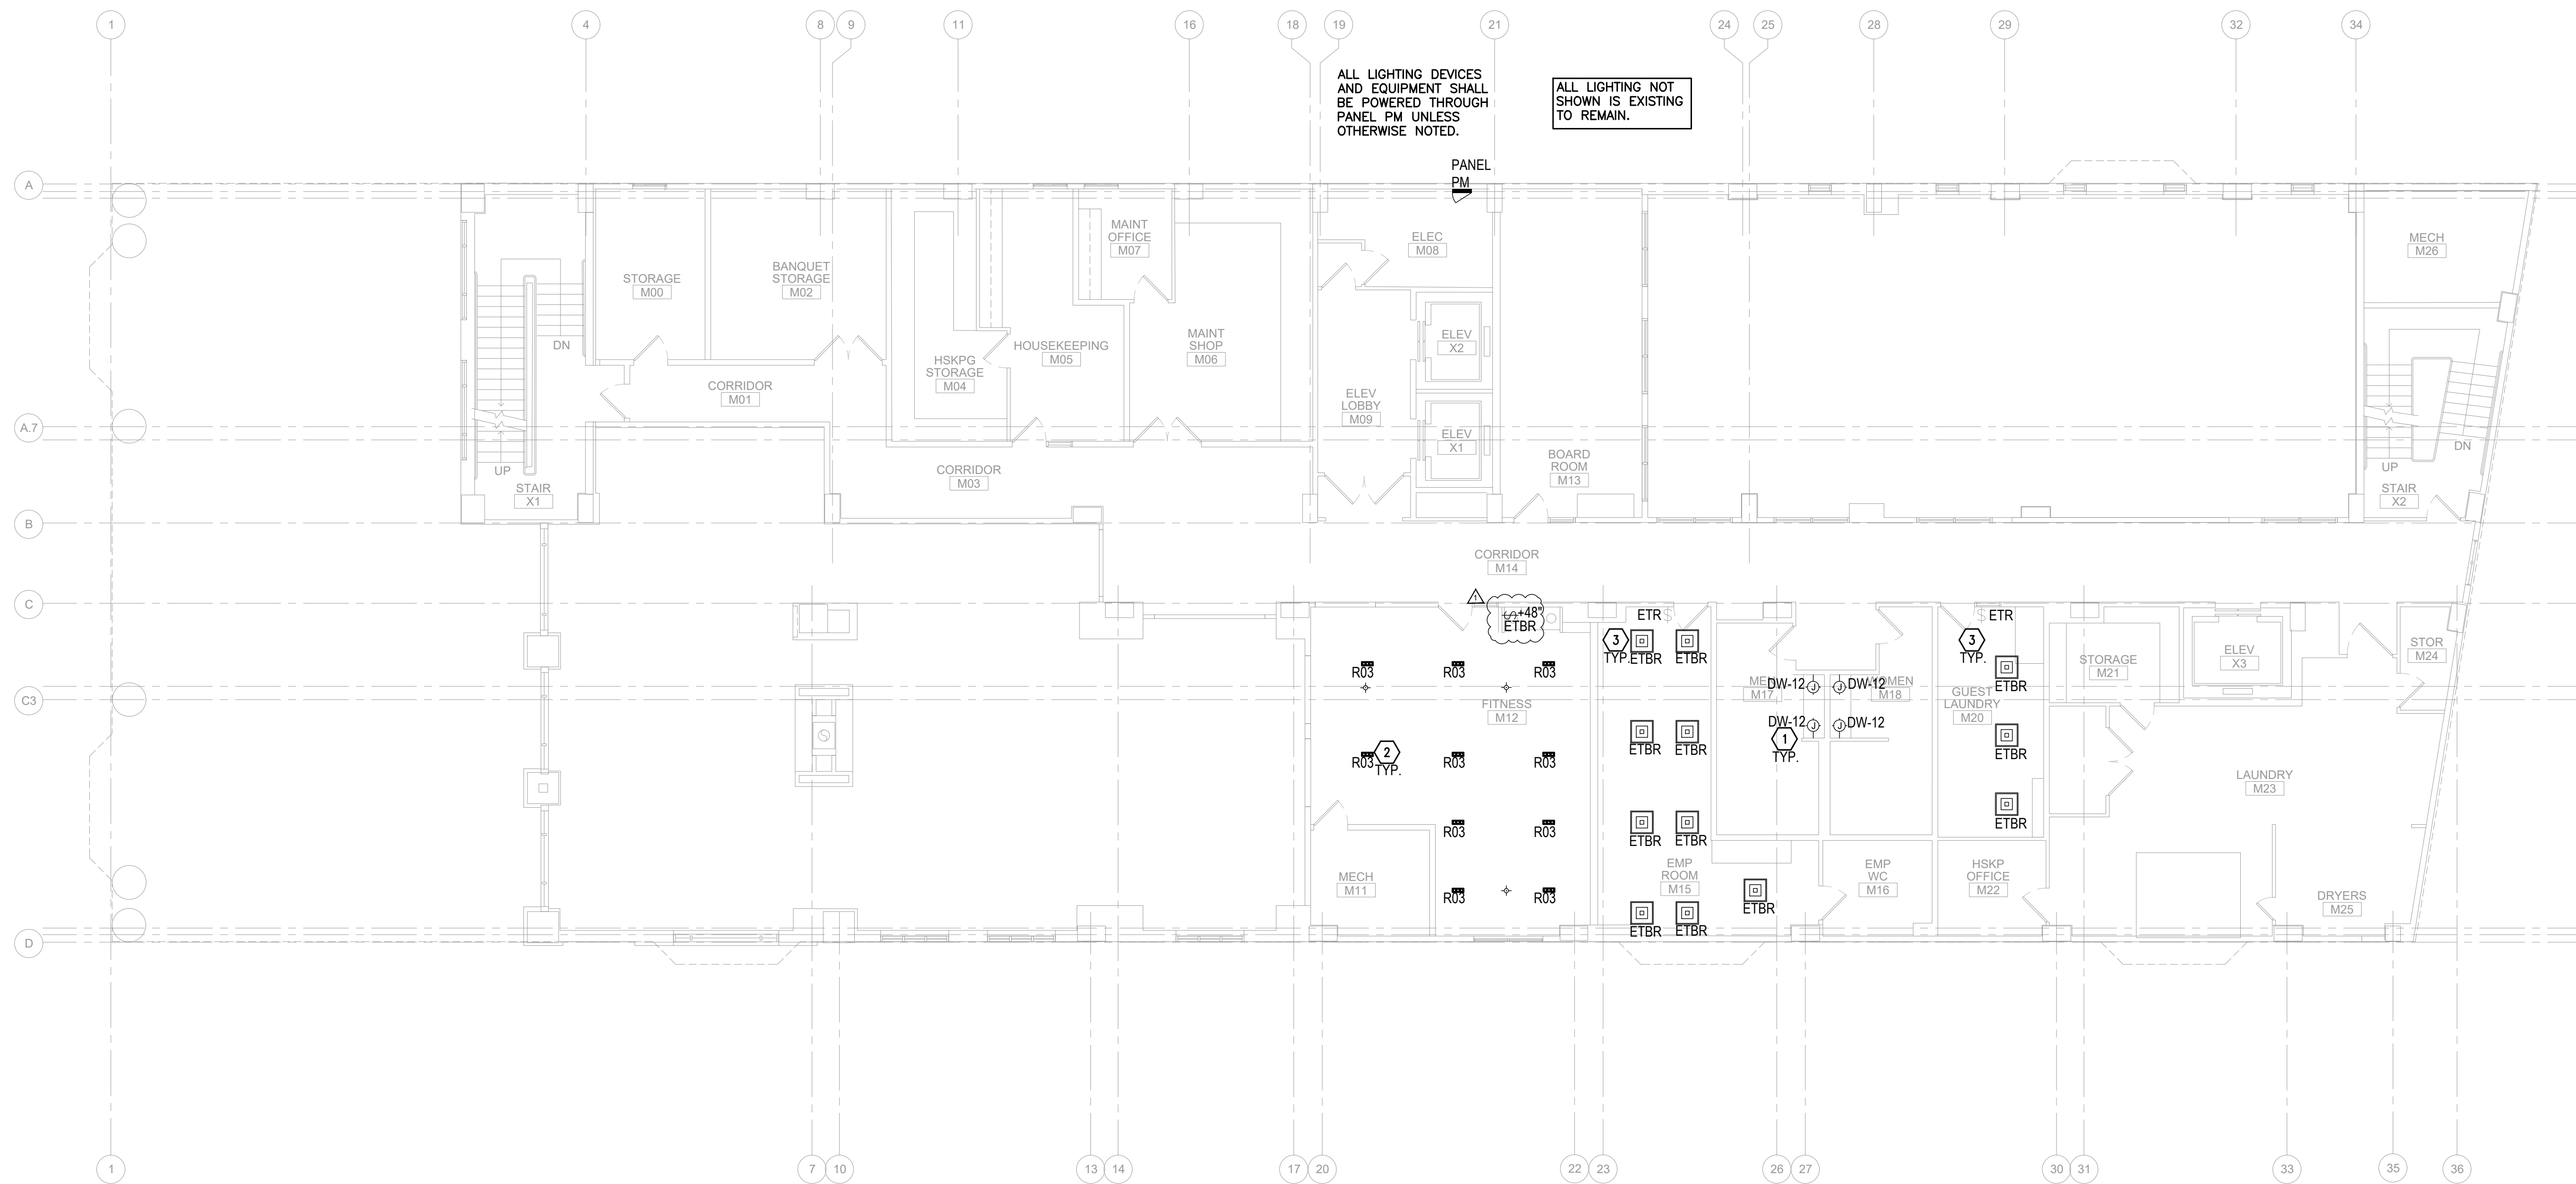 1
4
8
9
11
16
18
19
21
24
25
28
29
32
34
ALL LIGHTING DEVICES
AND EQUIPMENT SHALL
BE POWERED THROUGH
PANEL PM UNLESS
OTHERWISE NOTED.
ALL LIGHTING NOT
SHOWN IS EXISTING
TO REMAIN.
PANEL
PM
A
MAINT
OFFICE
M07
ELEC
M08
MECH
M26
STORAGE
M00
BANQUET
STORAGE
M02
DN
HSKPG
STORAGE
M04
HOUSEKEEPING
M05
MAINT
SHOP
M06
ELEV
X2
CORRIDOR
M01
ELEV
LOBBY
M09
A.7
ELEV
X1
DN
UP
CORRIDOR
M03
BOARD
ROOM
M13
UP
STAIR
X1
STAIR
X2
B
CORRIDOR
M14
C
1
+48"
ETBR
ETR $
$ ETR
3
TYP.
ETBR
ETBR
3
TYP.
STOR
M24
ELEV
X3
STORAGE
M21
R03
R03
R03
ETBR
MEN
M17
DW-12
J
J
DW-12
WOMEN
M18
GUEST
LAUNDRY
M20
C3
FITNESS
M12
DW-12
J
J
DW-12
1
TYP.
ETBR
ETBR
ETBR
R03
2
TYP.
R03
R03
LAUNDRY
M23
R03
R03
ETBR
ETBR
ETBR
MECH
M11
R03
R03
EMP
ROOM
M15
EMP
WC
M16
HSKP
OFFICE
M22
DRYERS
M25
ETBR
ETBR
ETBR
D
1
7
10
13
14
17
20
22
23
26
27
30
31
33
35
36